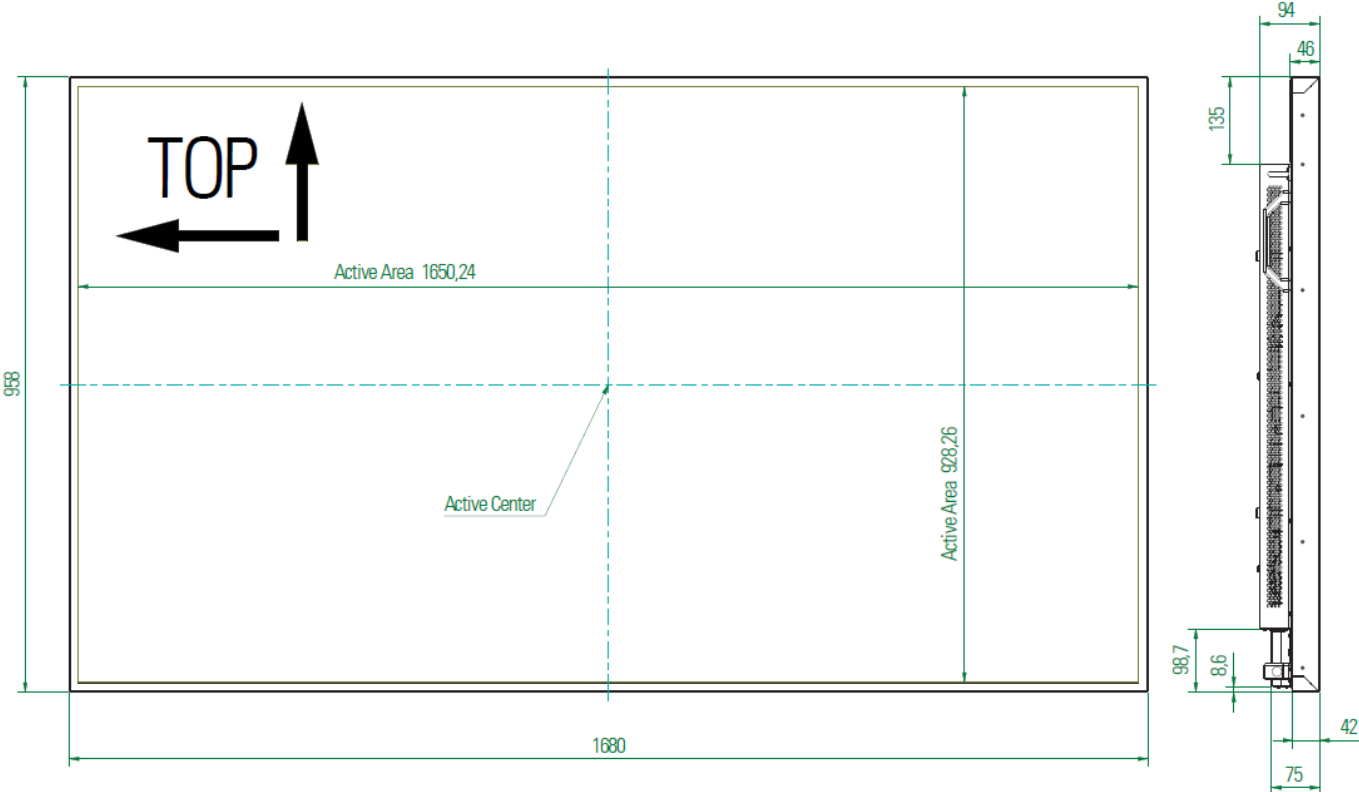 94
46
135
TOP
Active Area 1650,24
958
Active Area 928,26
Active Center
98,7
8,6
1680
42
75